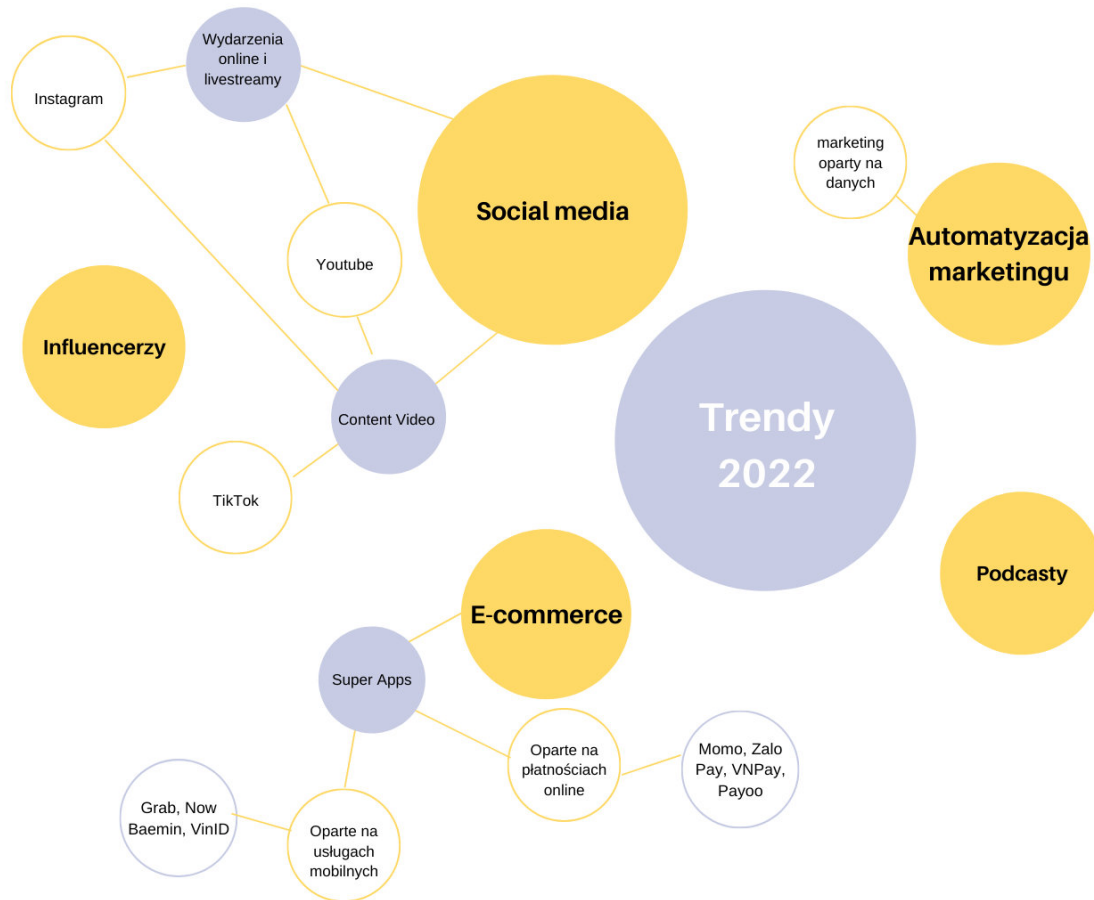 Wydarzenia
online i
livestreamy
Instagram
Social media
marketing
oparty na
danych
Automatyzacja
marketingu
Youtube
Influencerzy
Content Video
Trendy
2022
TikTok
Podcasty
E-commerce
Super Apps
Oparte na
płatnościach
online
Momo, Zalo
Pay, VNPay,
Payoo
Grab, Now
Baemin, VinID
Oparte na
usługach
mobilnych